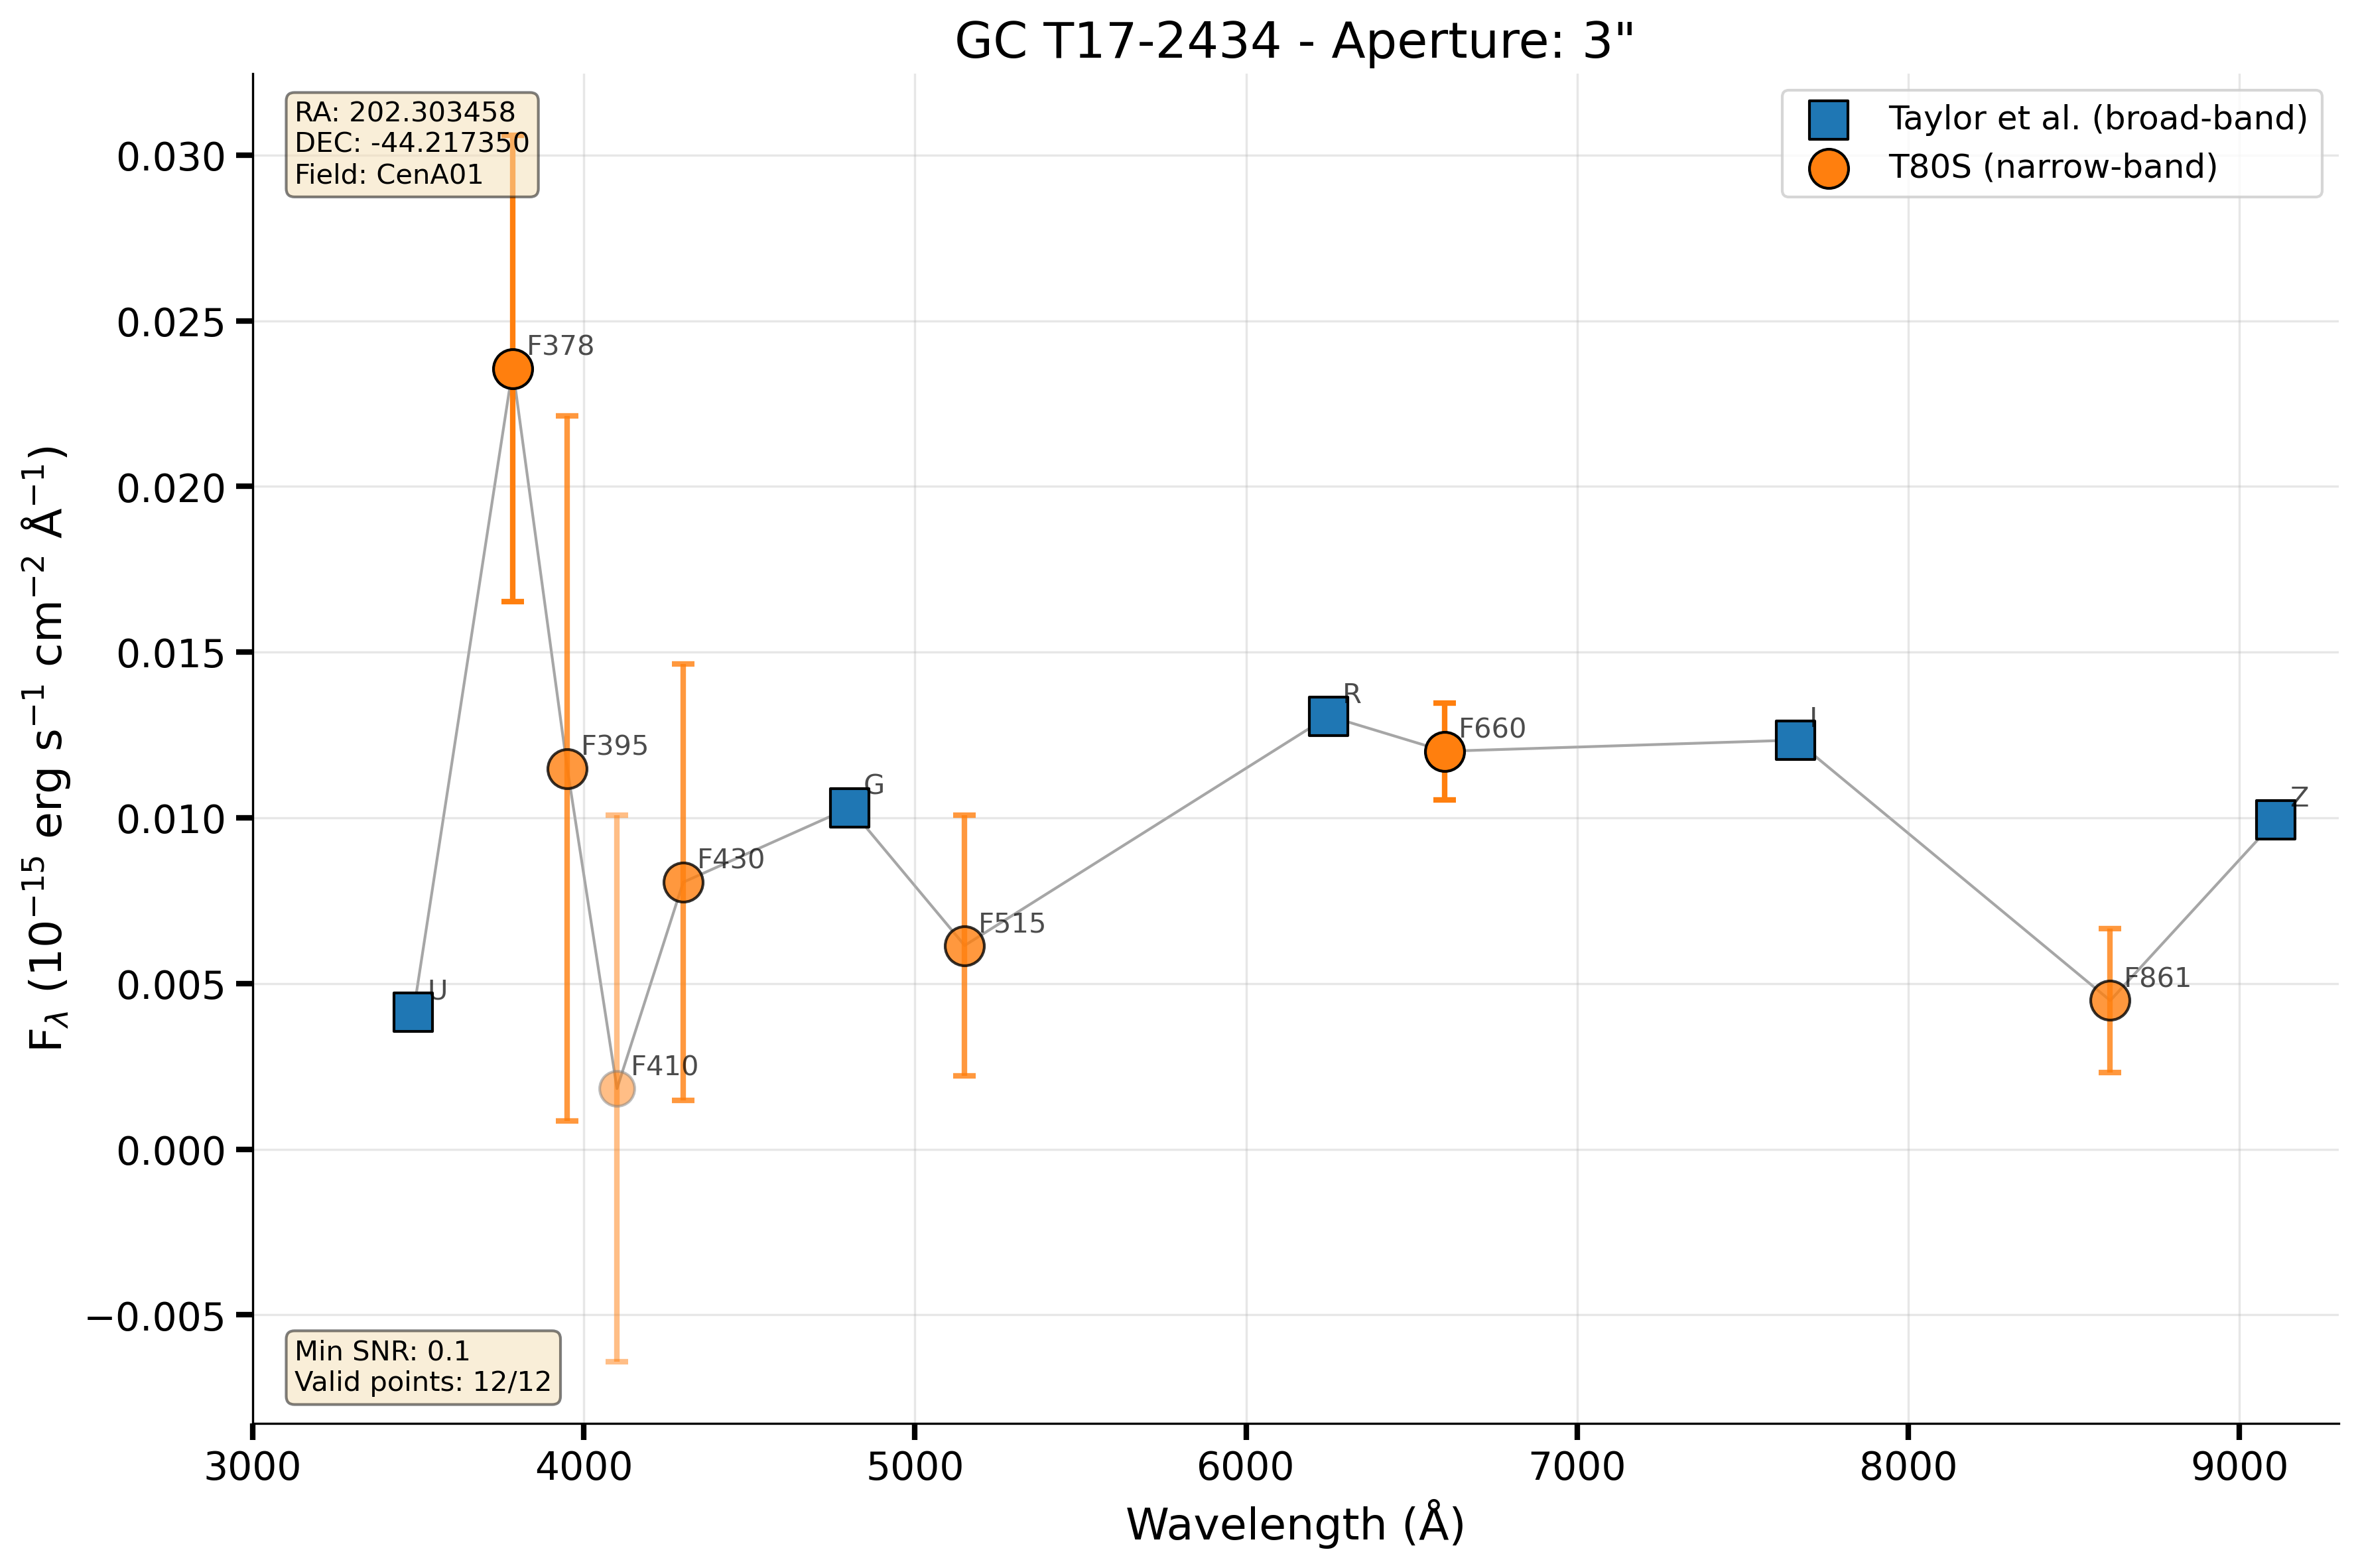 GC T17-2434 - Aperture: 3"
RA: 202.303458
DEC: -44.217350
Field: CenA01
Taylor et al. (broad-band)
T80S (narrow-band)
F378
F395
F410
F430
F515
F660
F861
U
G
R
I
Z
0.030
0.025
0.020
0.015
0.010
0.005
0.000
−0.005
F_λ (10⁻¹⁵ erg s⁻¹ cm⁻² Å⁻¹)
Min SNR: 0.1
Valid points: 12/12
3000 4000 5000 6000 7000 8000 9000
Wavelength (Å)